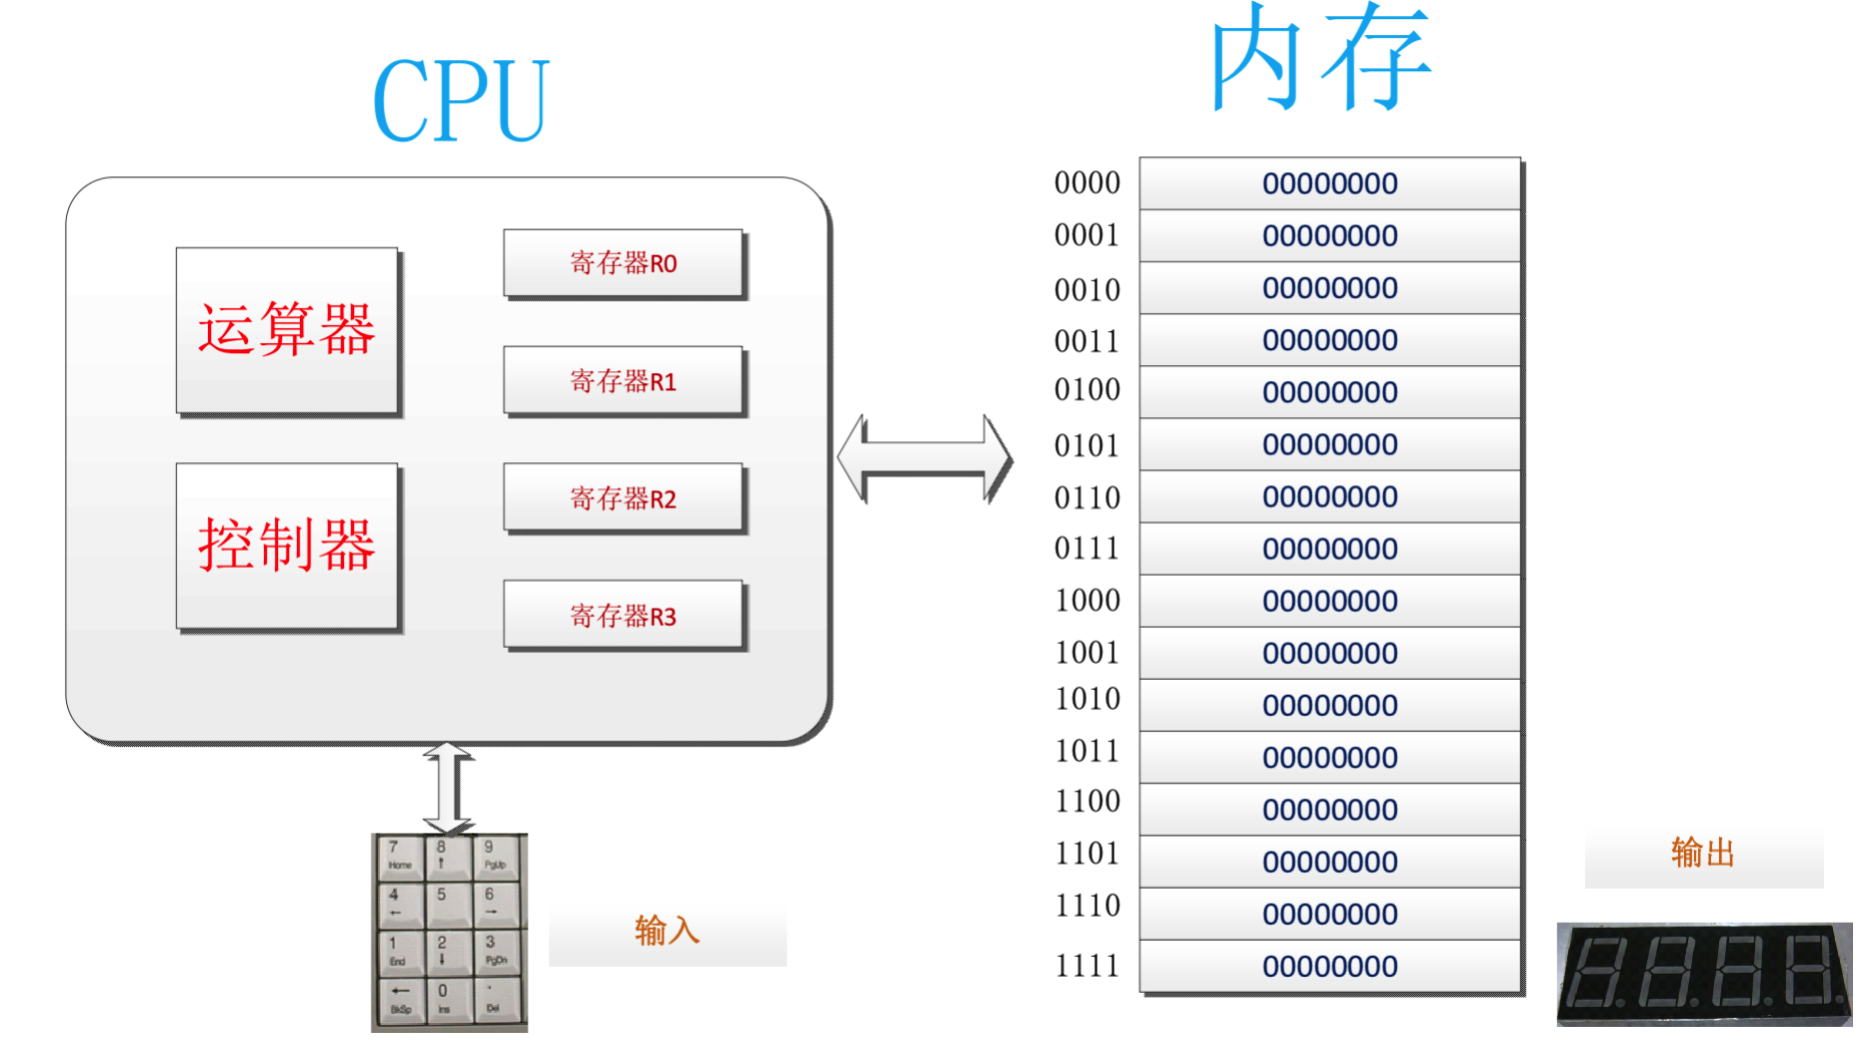 CPU
内存
运算器
控制器
寄存器R0
寄存器R1
寄存器R2
寄存器R3
0000 00000000
0001 00000000
0010 00000000
0011 00000000
0100 00000000
0101 00000000
0110 00000000
0111 00000000
1000 00000000
1001 00000000
1010 00000000
1011 00000000
1100 00000000
1101 00000000
1110 00000000
1111 00000000
7 8 9
Home ↑ PgUp
4 5 6
← →
1 2 3
End ↓ PgDn
← 0 .
BkSp Ins Del
输入
输出